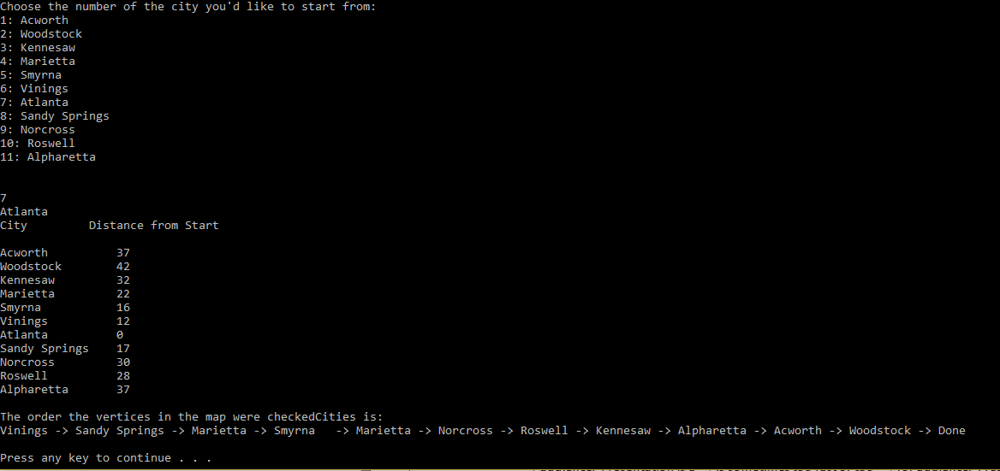 Choose the number of the city you'd like to start from:
1: Acworth
2: Woodstock
3: Kennesaw
4: Marietta
5: Smyrna
6: Vinings
7: Atlanta
8: Sandy Springs
9: Norcross
10: Roswell
11: Alpharetta
7
Atlanta
City Distance from Start
Acworth 37
Woodstock 42
Kennesaw 32
Marietta 22
Smyrna 16
Vinings 12
Atlanta 0
Sandy Springs 17
Norcross 30
Roswell 28
Alpharetta 37
The order the vertices in the map were checkedCities is:
Vinings -> Sandy Springs -> Marietta -> Smyrna -> Marietta -> Norcross -> Roswell -> Kennesaw -> Alpharetta -> Acworth -> Woodstock -> Done
Press any key to continue . . .